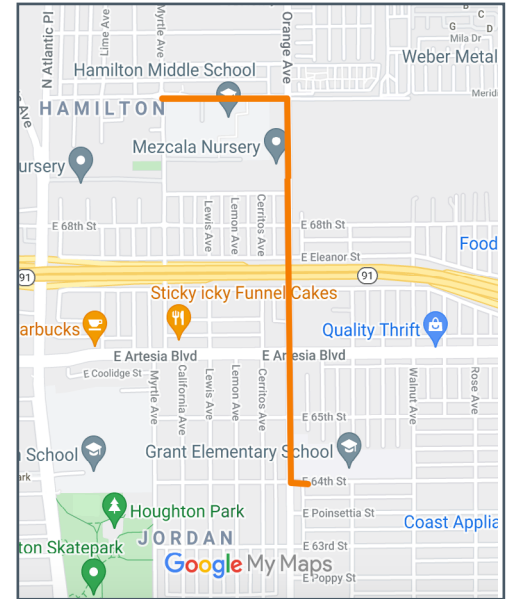 N Atlantic Pl
Lime Ave
Myrtle Ave
Orange Ave
B
C
G
D
Mila Dr
Weber Metal
Hamilton Middle School
Merid
HAMILTON
Ave
Mezcala Nursery
ursery
Lewis Ave
Lemon Ave
Cerritos Ave
E 68th St
E 68th St
Food
E Eleanor St
91
91
Sticky icky Funnel Cakes
arbucks
Quality Thrift
E Artesia Blvd
E Artesia Blvd
E Coolidge St
Myrtle Ave
California Ave
Lewis Ave
Lemon Ave
Cerritos Ave
Walnut Ave
Rose Ave
E 65th St
School
Grant Elementary School
ark
E 64th St
Houghton Park
E Poinsettia St
Coast Applia
JORDAN
ton Skatepark
E 63rd St
Google My Maps
E Poppy St